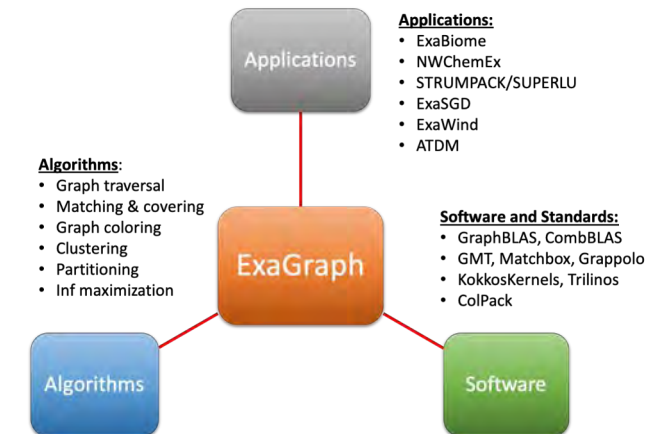 Applications
Applications:
• ExaBiome
• NWChemEx
• STRUMPACK/SUPERLU
• ExaSGD
• ExaWind
• ATDM
Algorithms:
• Graph traversal
• Matching & covering
• Graph coloring
• Clustering
• Partitioning
• Inf maximization
ExaGraph
Software and Standards:
• GraphBLAS, CombBLAS
• GMT, Matchbox, Grappolo
• KokkosKernels, Trilinos
• ColPack
Algorithms
Software